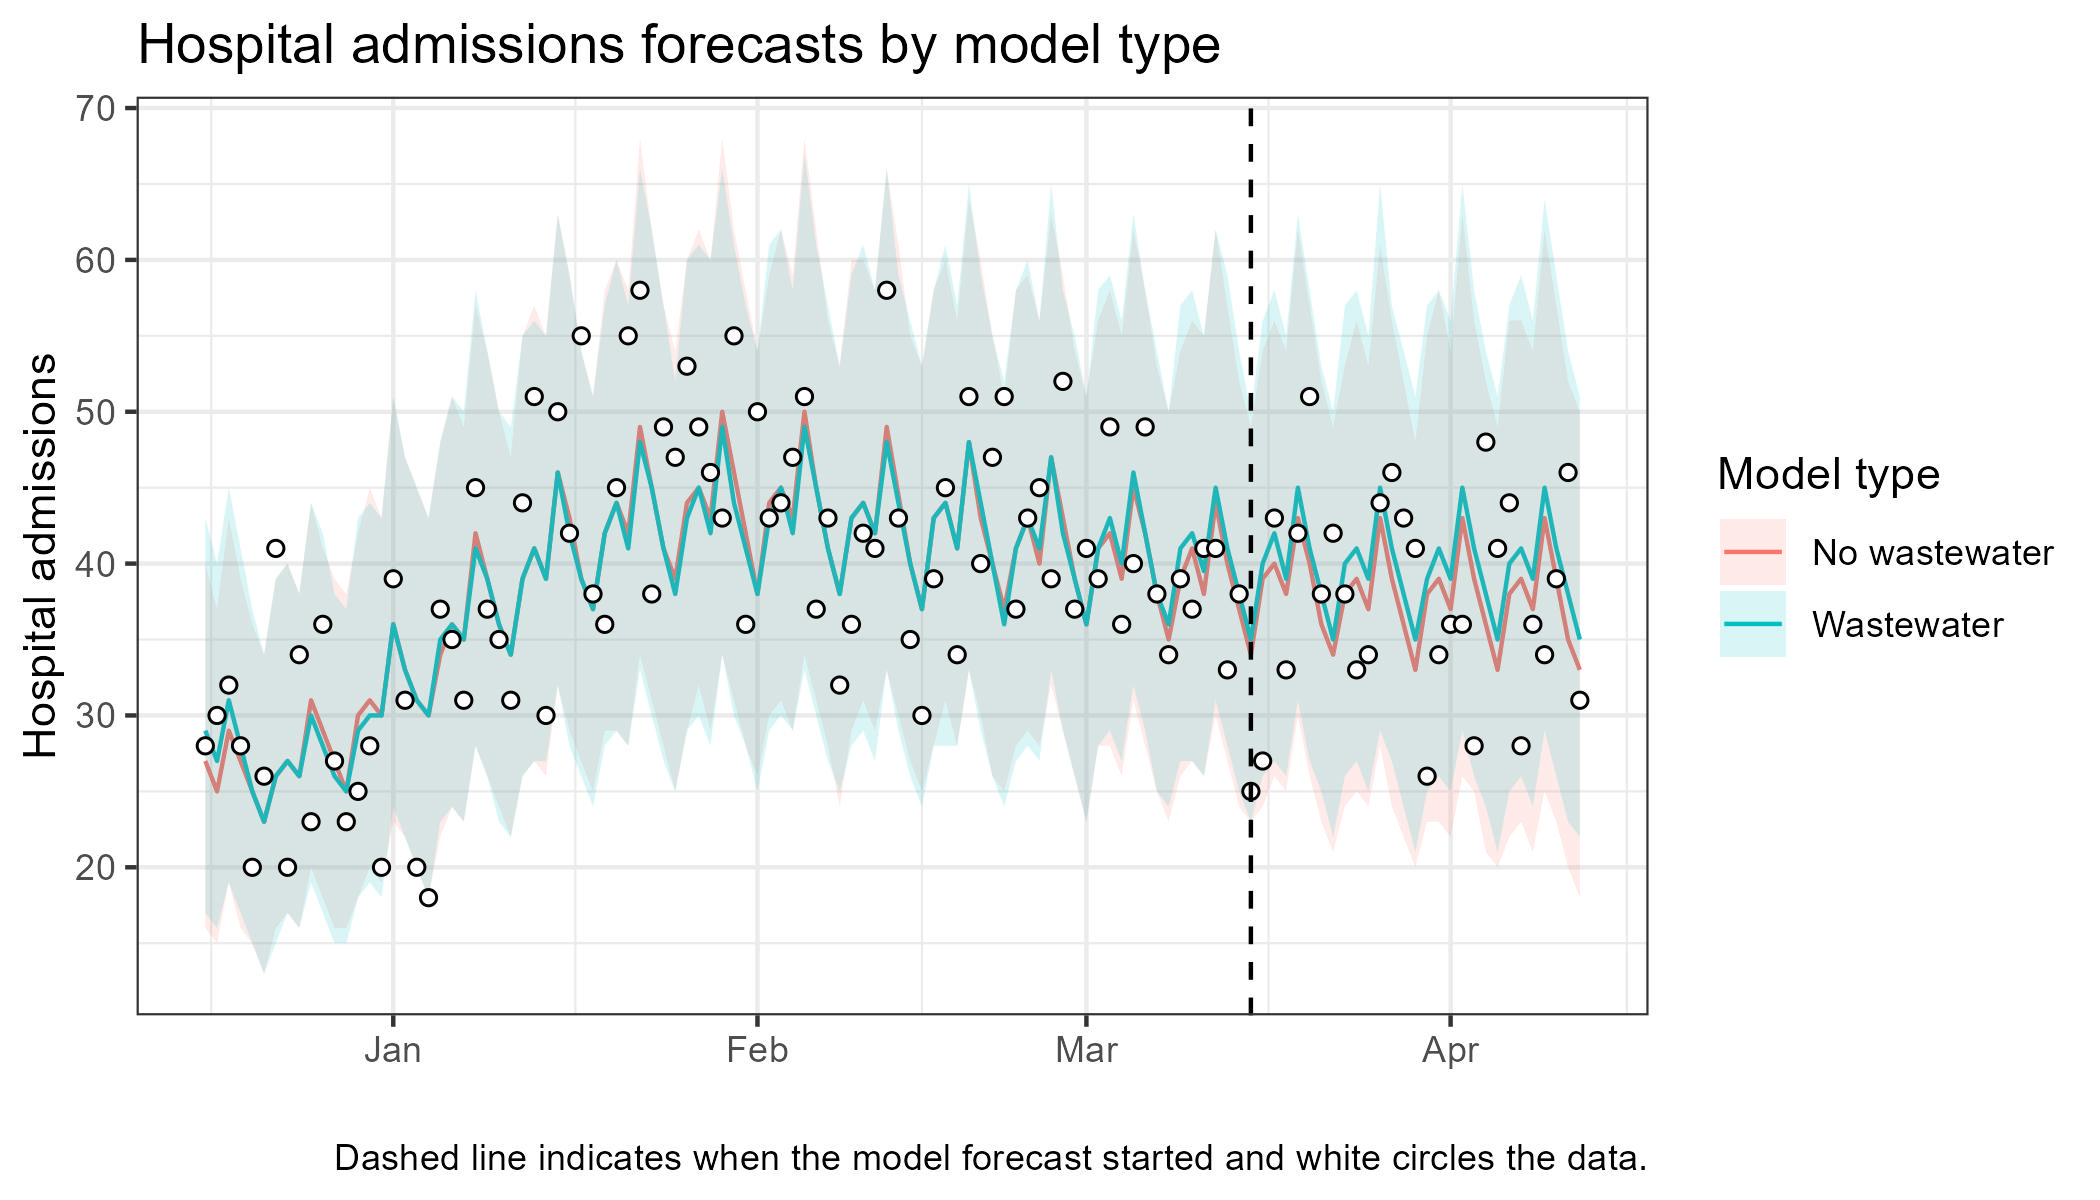 Hospital admissions forecasts by model type
70
60
50
40
30
20
Hospital admissions
Jan Feb Mar Apr
Model type
No wastewater
Wastewater
Dashed line indicates when the model forecast started and white circles the data.